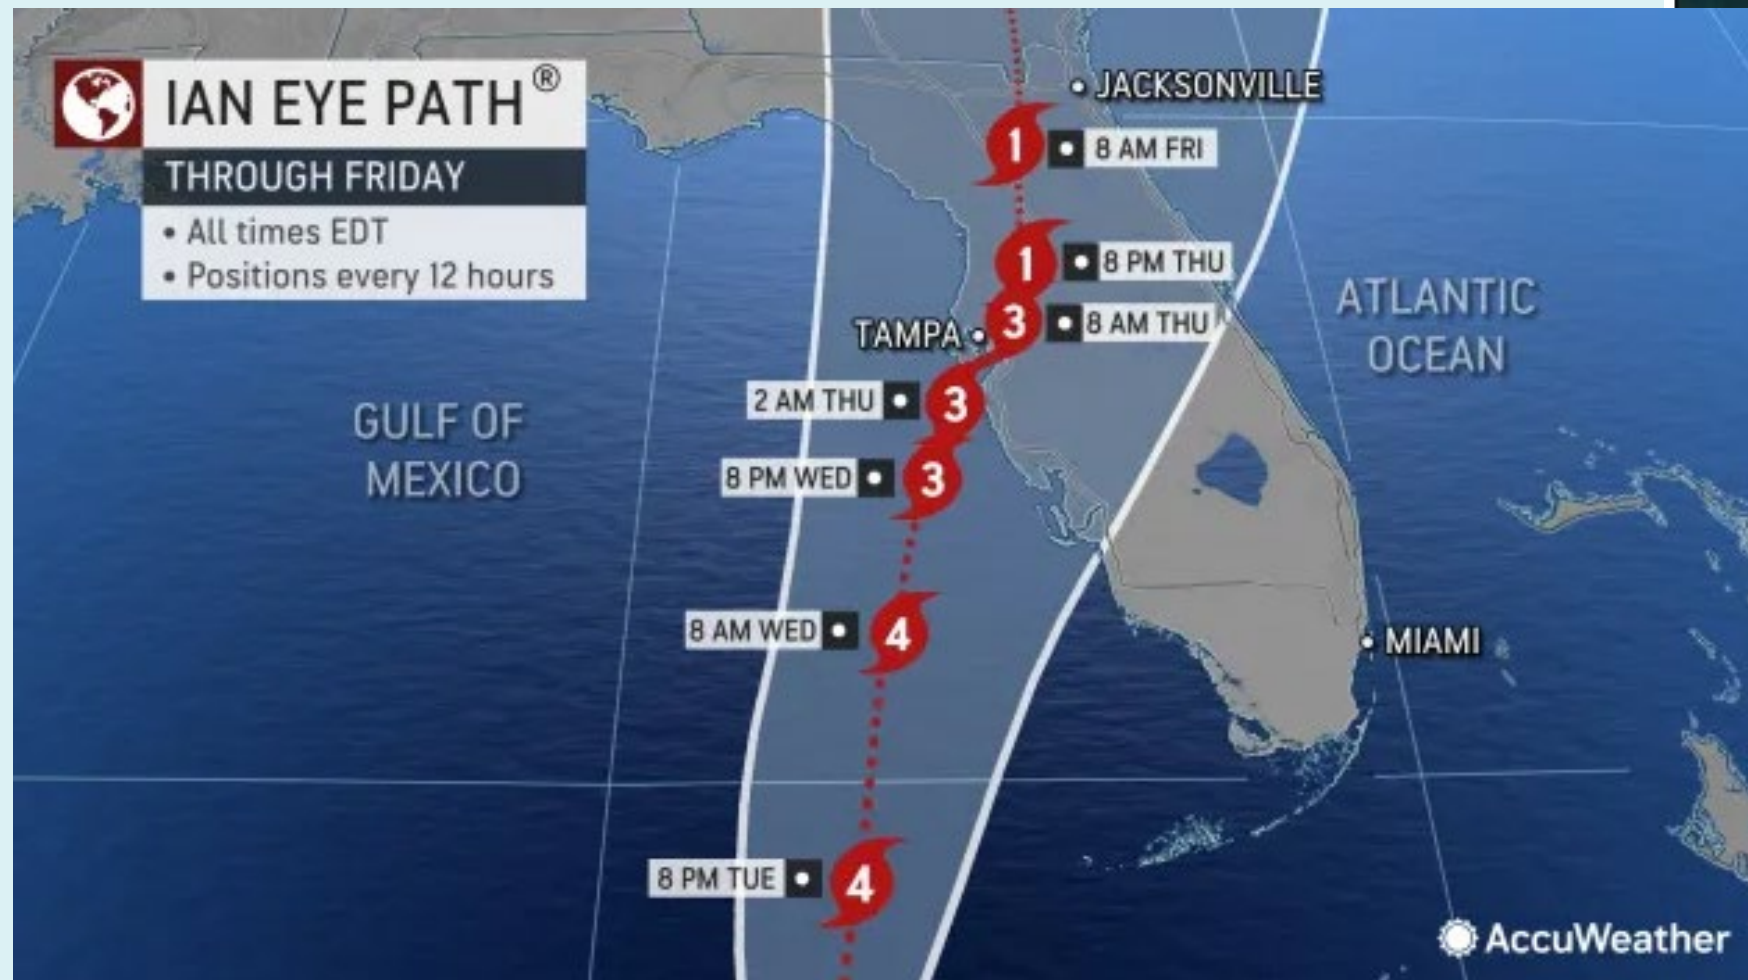 IAN EYE PATH®
THROUGH FRIDAY
• All times EDT
• Positions every 12 hours
JACKSONVILLE
1
8 AM FRI
1
8 PM THU
ATLANTIC
OCEAN
TAMPA
3
8 AM THU
2 AM THU
3
GULF OF
MEXICO
8 PM WED
3
8 AM WED
4
MIAMI
8 PM TUE
4
AccuWeather